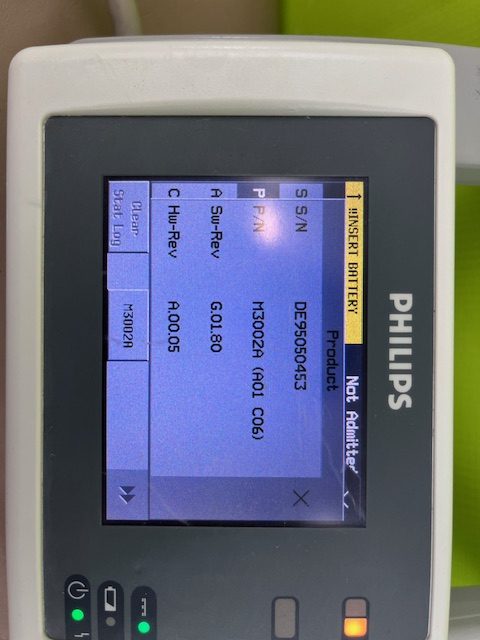 PHILIPS
!!INSERT BATTERY
Not Admitted
Product
S S/N DE95050453
P P/N M3002A (A01 C06)
A Sw-Rev G.01.80
C Hw-Rev A.00.05
Clear
Stat Log
M3002A